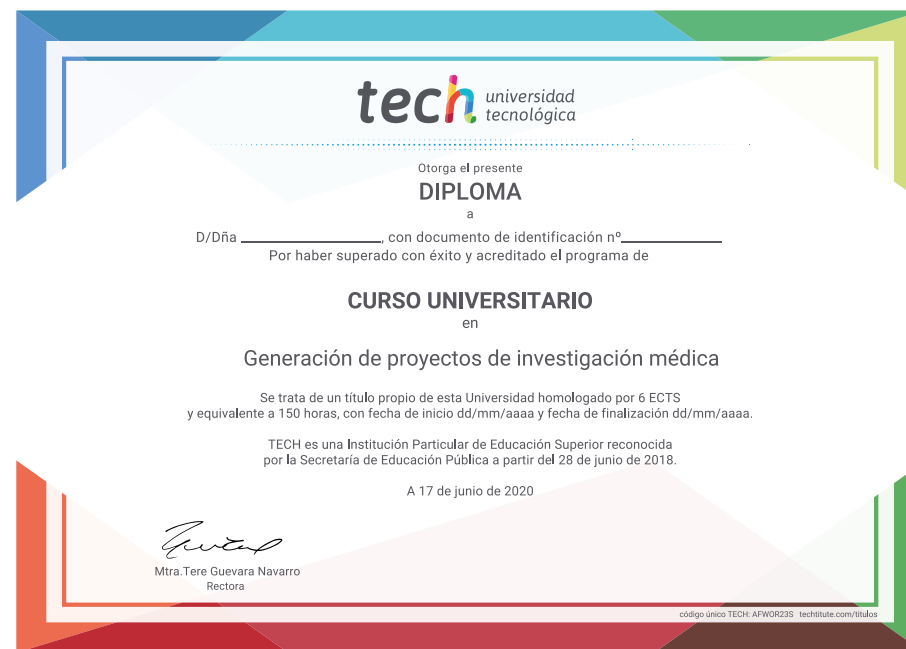 tech universidad
tecnológica
Otorga el presente
DIPLOMA
a
D/Dña ____________________, con documento de identificación nº______________
Por haber superado con éxito y acreditado el programa de
CURSO UNIVERSITARIO
en
Generación de proyectos de investigación médica
Se trata de un título propio de esta Universidad homologado por 6 ECTS
y equivalente a 150 horas, con fecha de inicio dd/mm/aaaa y fecha de finalización dd/mm/aaaa.
TECH es una Institución Particular de Educación Superior reconocida
por la Secretaría de Educación Pública a partir del 28 de junio de 2018.
A 17 de junio de 2020
Mtra.Tere Guevara Navarro
Rectora
código único TECH: AFWOR23S techtitute.com/titulos